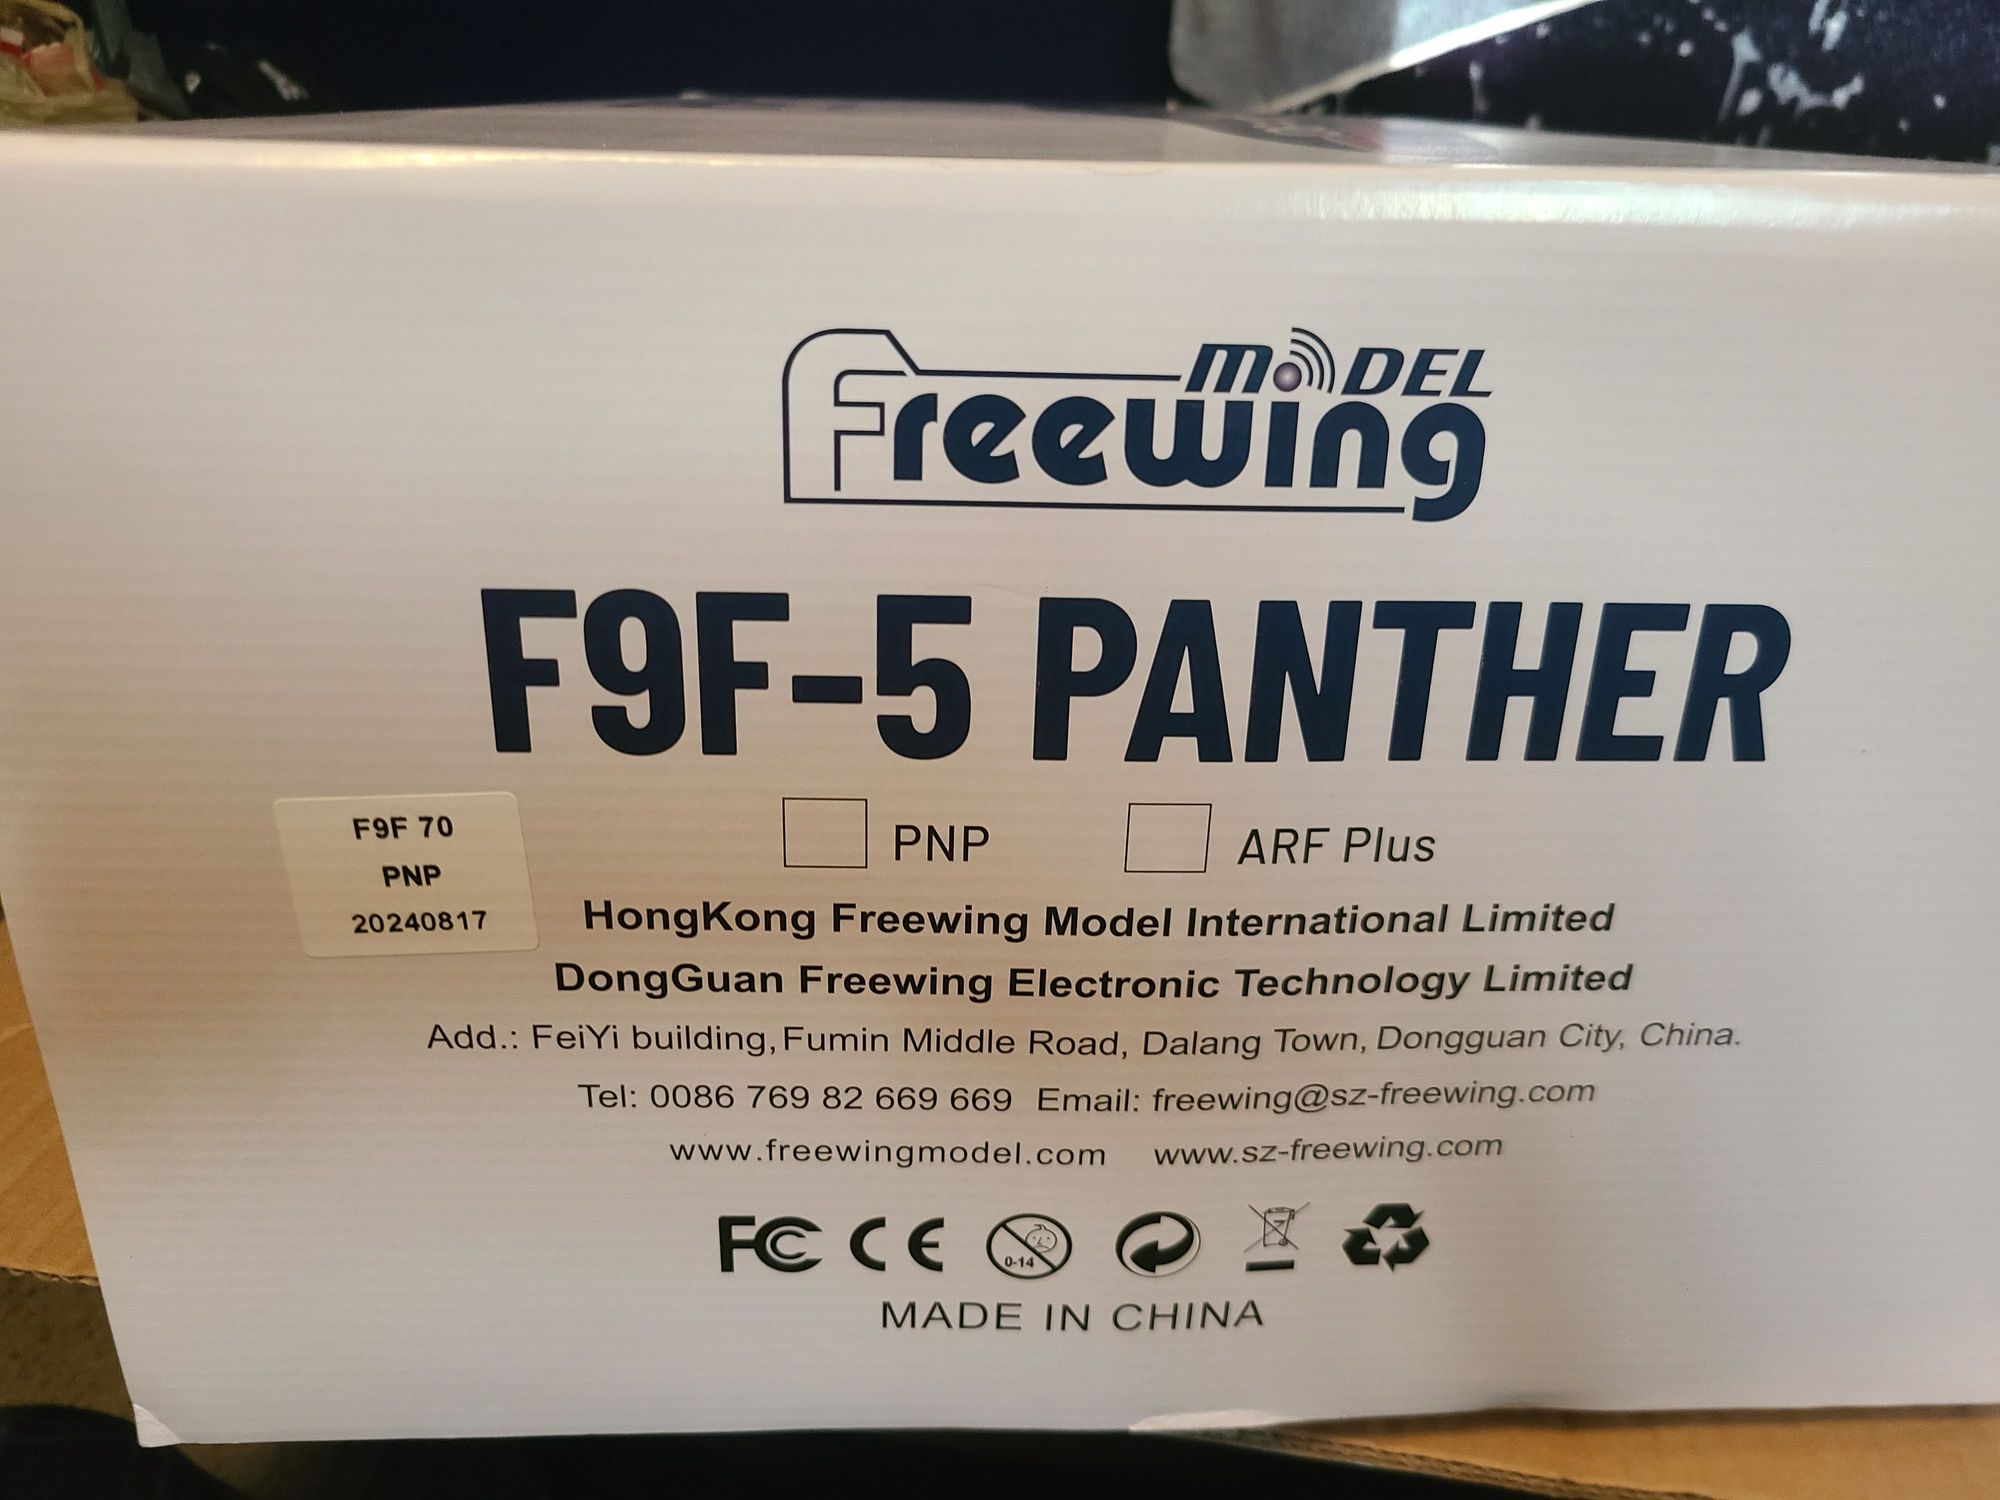 MODEL
Freewing
F9F-5 PANTHER
F9F 70
PNP
20240817
PNP
ARF Plus
HongKong Freewing Model International Limited
DongGuan Freewing Electronic Technology Limited
Add.: FeiYi building, Fumin Middle Road, Dalang Town, Dongguan City, China.
Tel: 0086 769 82 669 669 Email: freewing@sz-freewing.com
www.freewingmodel.com www.sz-freewing.com
FC CE 0-14
MADE IN CHINA